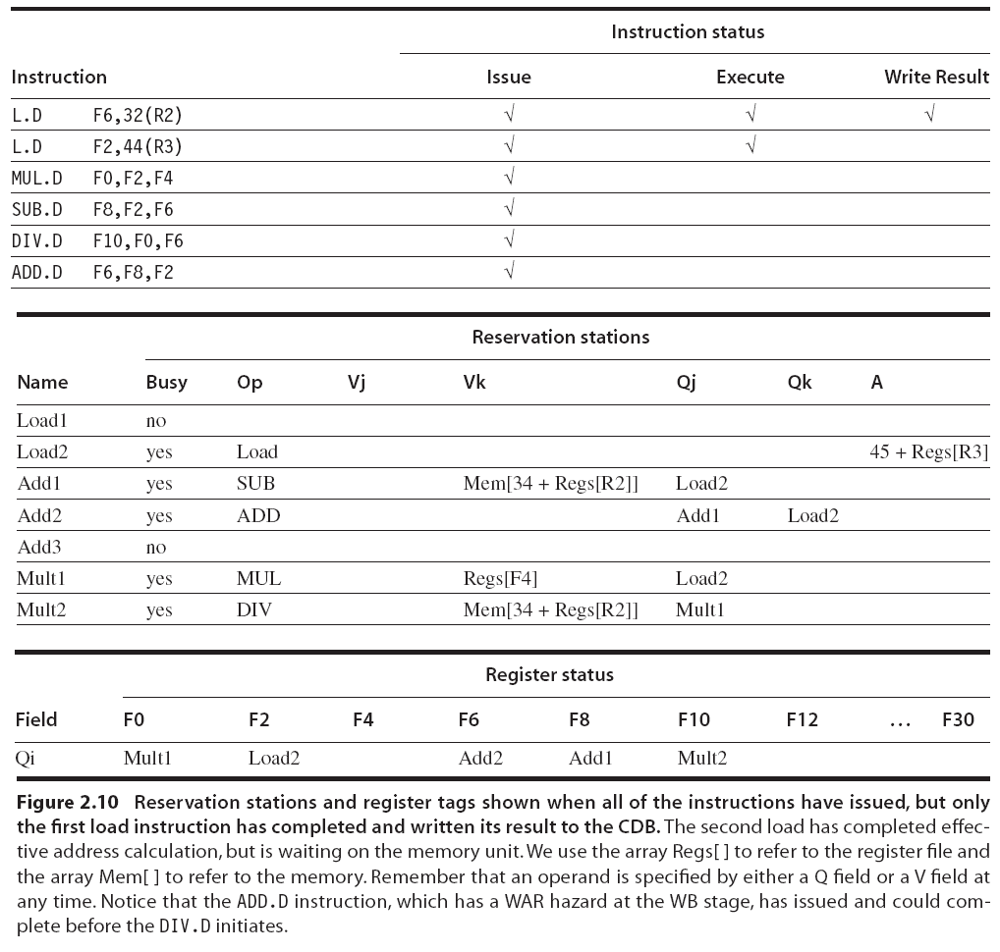 Instruction status
Instruction Issue Execute Write Result
L.D F6,32(R2) √ √ √
L.D F2,44(R3) √ √
MUL.D F0,F2,F4 √
SUB.D F8,F2,F6 √
DIV.D F10,F0,F6 √
ADD.D F6,F8,F2 √
Reservation stations
Name Busy Op Vj Vk Qj Qk A
Load1 no
Load2 yes Load 45 + Regs[R3]
Add1 yes SUB Mem[34 + Regs[R2]] Load2
Add2 yes ADD Add1 Load2
Add3 no
Mult1 yes MUL Regs[F4] Load2
Mult2 yes DIV Mem[34 + Regs[R2]] Mult1
Register status
Field F0 F2 F4 F6 F8 F10 F12 ... F30
Qi Mult1 Load2 Add2 Add1 Mult2
Figure 2.10 Reservation stations and register tags shown when all of the instructions have issued, but only
the first load instruction has completed and written its result to the CDB. The second load has completed effec-
tive address calculation, but is waiting on the memory unit. We use the array Regs[ ] to refer to the register file and
the array Mem[ ] to refer to the memory. Remember that an operand is specified by either a Q field or a V field at
any time. Notice that the ADD.D instruction, which has a WAR hazard at the WB stage, has issued and could com-
plete before the DIV.D initiates.